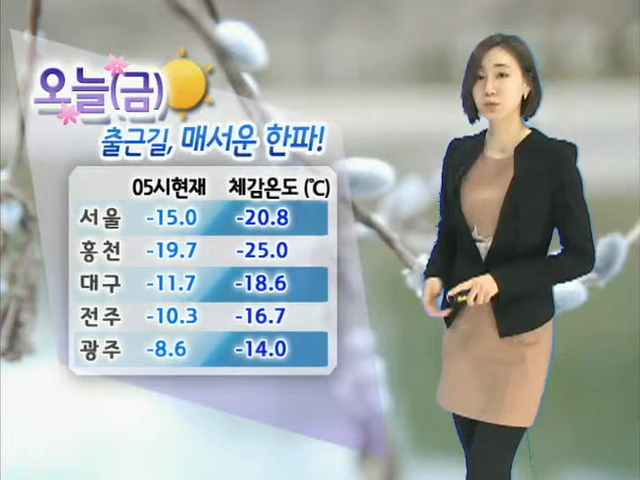 오늘(금)
출근길, 매서운 한파!
05시현재 체감온도 (℃)
서울 -15.0 -20.8
홍천 -19.7 -25.0
대구 -11.7 -18.6
전주 -10.3 -16.7
광주 -8.6 -14.0